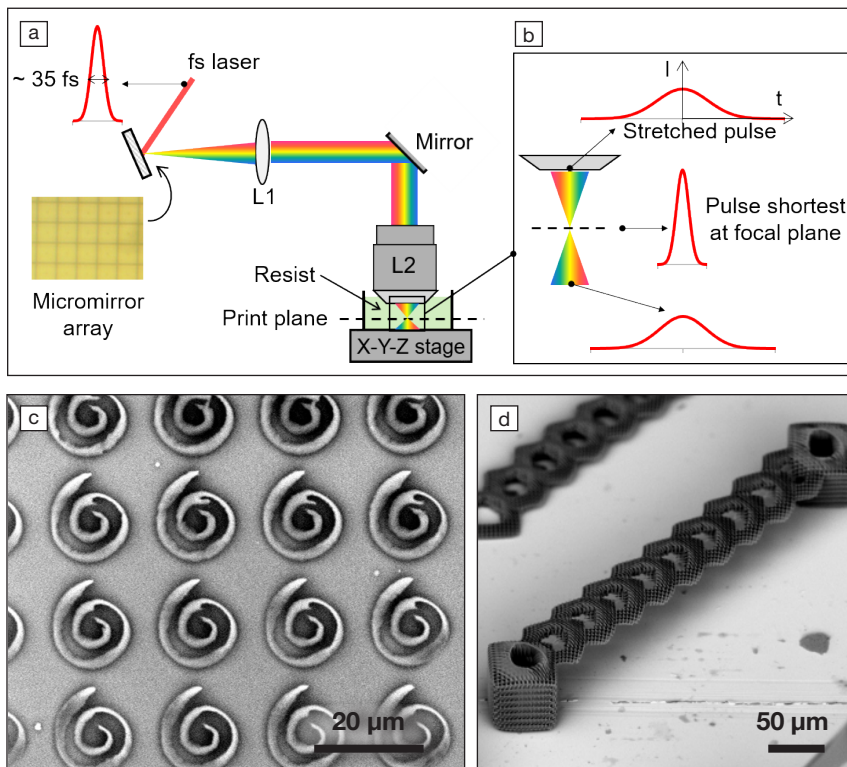 a
fs laser
~ 35 fs
Mirror
L1
Micromirror
array
L2
Resist
Print plane
X-Y-Z stage
b
I
t
Stretched pulse
Pulse shortest
at focal plane
c
20 µm
d
50 µm